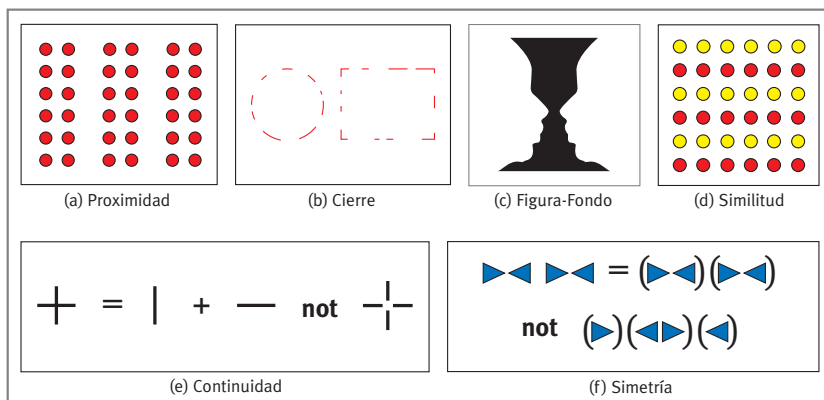 (a) Proximidad
(b) Cierre
(c) Figura-Fondo
(d) Similitud
= + not
(e) Continuidad
= ( ) ( )
not ( ) ( ) ( )
(f) Simetría